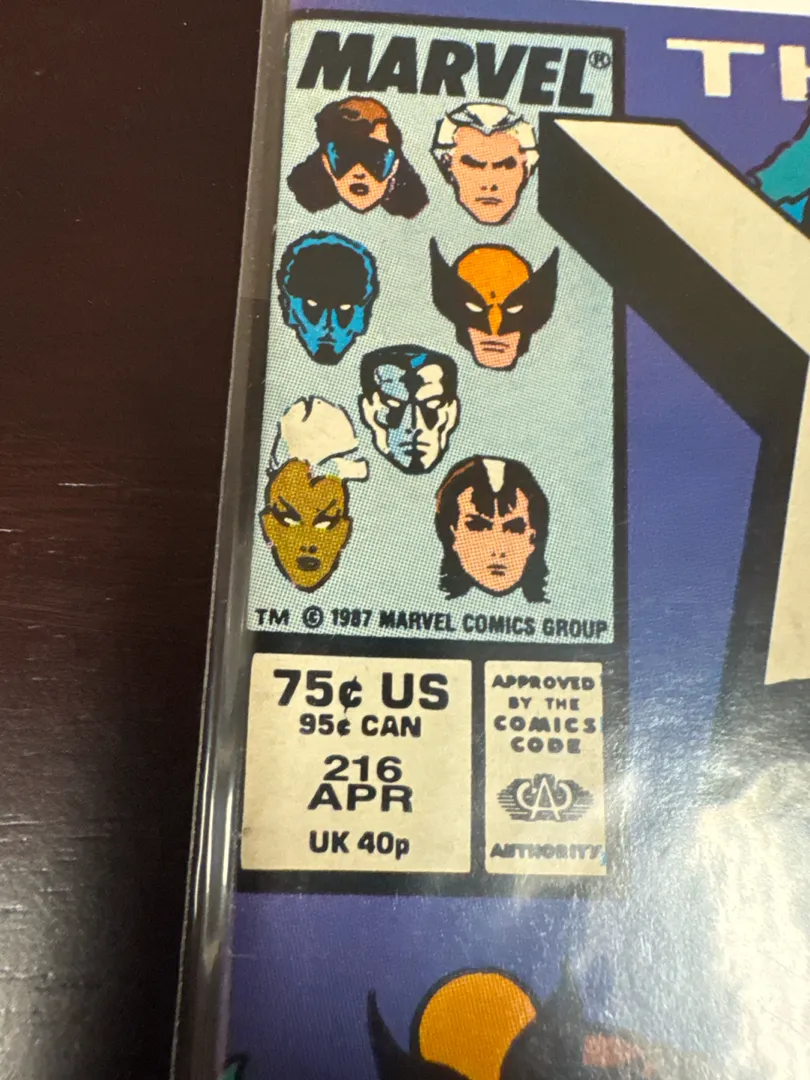 MARVEL®
TH
TM © 1987 MARVEL COMICS GROUP
75¢ US
95¢ CAN
216
APR
UK 40p
APPROVED
BY THE
COMICS
CODE
CA
AUTHORITY